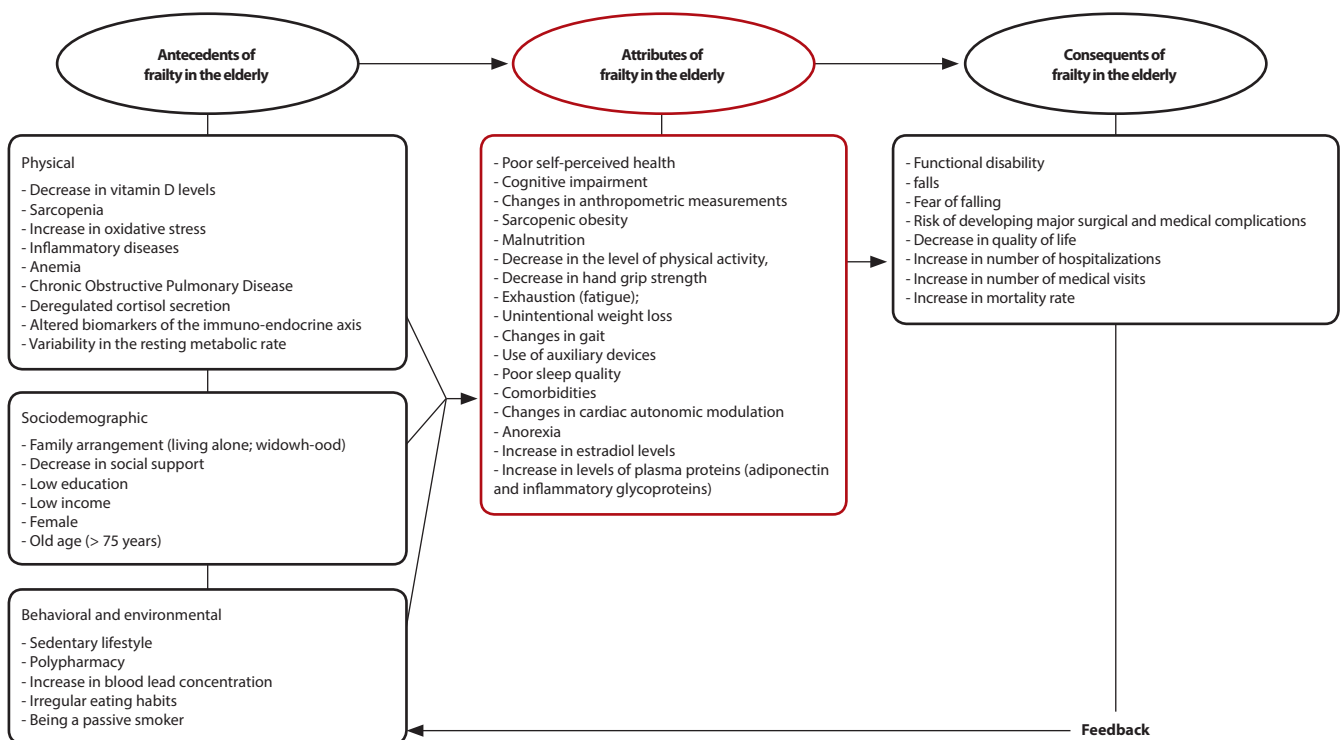 Antecedents of
frailty in the elderly
Attributes of
frailty in the elderly
Consequents of
frailty in the elderly
Physical
- Decrease in vitamin D levels
- Sarcopenia
- Increase in oxidative stress
- Inflammatory diseases
- Anemia
- Chronic Obstructive Pulmonary Disease
- Deregulated cortisol secretion
- Altered biomarkers of the immuno-endocrine axis
- Variability in the resting metabolic rate
Sociodemographic
- Family arrangement (living alone; widowh-ood)
- Decrease in social support
- Low education
- Low income
- Female
- Old age (> 75 years)
Behavioral and environmental
- Sedentary lifestyle
- Polypharmacy
- Increase in blood lead concentration
- Irregular eating habits
- Being a passive smoker
- Poor self-perceived health
- Cognitive impairment
- Changes in anthropometric measurements
- Sarcopenic obesity
- Malnutrition
- Decrease in the level of physical activity,
- Decrease in hand grip strength
- Exhaustion (fatigue);
- Unintentional weight loss
- Changes in gait
- Use of auxiliary devices
- Poor sleep quality
- Comorbidities
- Changes in cardiac autonomic modulation
- Anorexia
- Increase in estradiol levels
- Increase in levels of plasma proteins (adiponectin
and inflammatory glycoproteins)
- Functional disability
- falls
- Fear of falling
- Risk of developing major surgical and medical complications
- Decrease in quality of life
- Increase in number of hospitalizations
- Increase in number of medical visits
- Increase in mortality rate
Feedback